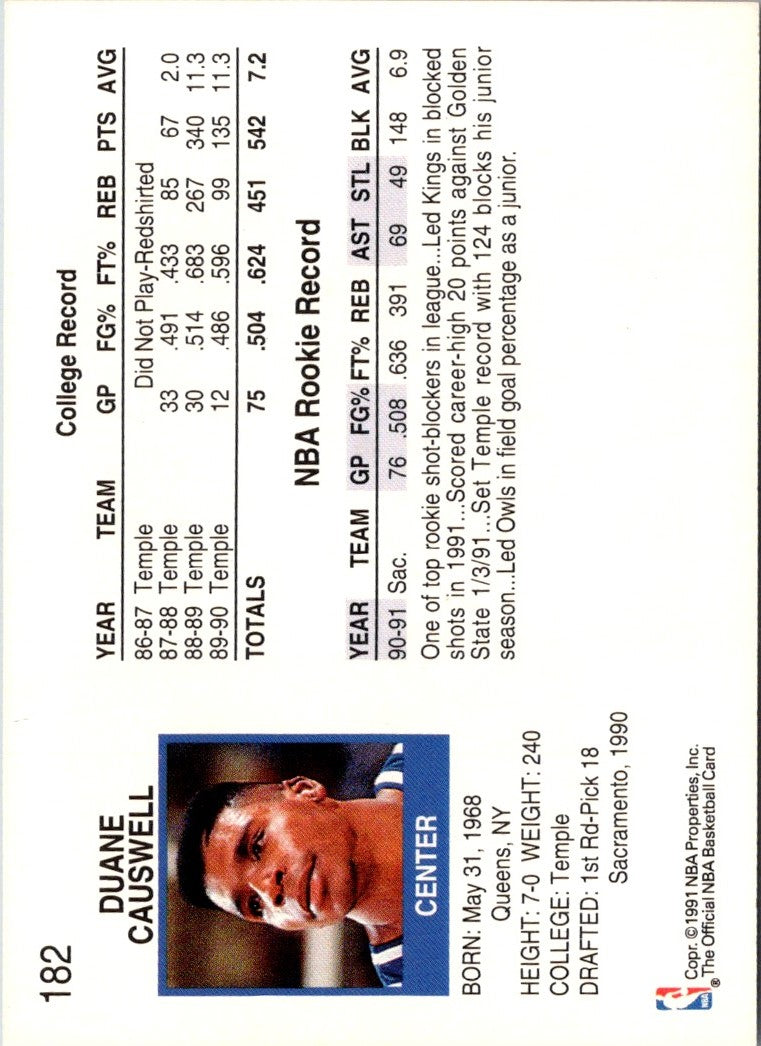 182
DUANE
CAUSWELL
CENTER
BORN: May 31, 1968
Queens, NY
HEIGHT: 7-0 WEIGHT: 240
COLLEGE: Temple
DRAFTED: 1st Rd-Pick 18
Sacramento, 1990
NBA
Copr. ©1991 NBA Properties, Inc.
® The Official NBA Basketball Card
College Record
YEAR TEAM GP FG% FT% REB PTS AVG
86-87 Temple Did Not Play-Redshirted
87-88 Temple 33 .491 .433 85 67 2.0
88-89 Temple 30 .514 .683 267 340 11.3
89-90 Temple 12 .486 .596 99 135 11.3
TOTALS 75 .504 .624 451 542 7.2
NBA Rookie Record
YEAR TEAM GP FG% FT% REB AST STL BLK AVG
90-91 Sac. 76 .508 .636 391 69 49 148 6.9
One of top rookie shot-blockers in league...Led Kings in blocked
shots in 1991...Scored career-high 20 points against Golden
State 1/3/91...Set Temple record with 124 blocks his junior
season...Led Owls in field goal percentage as a junior.